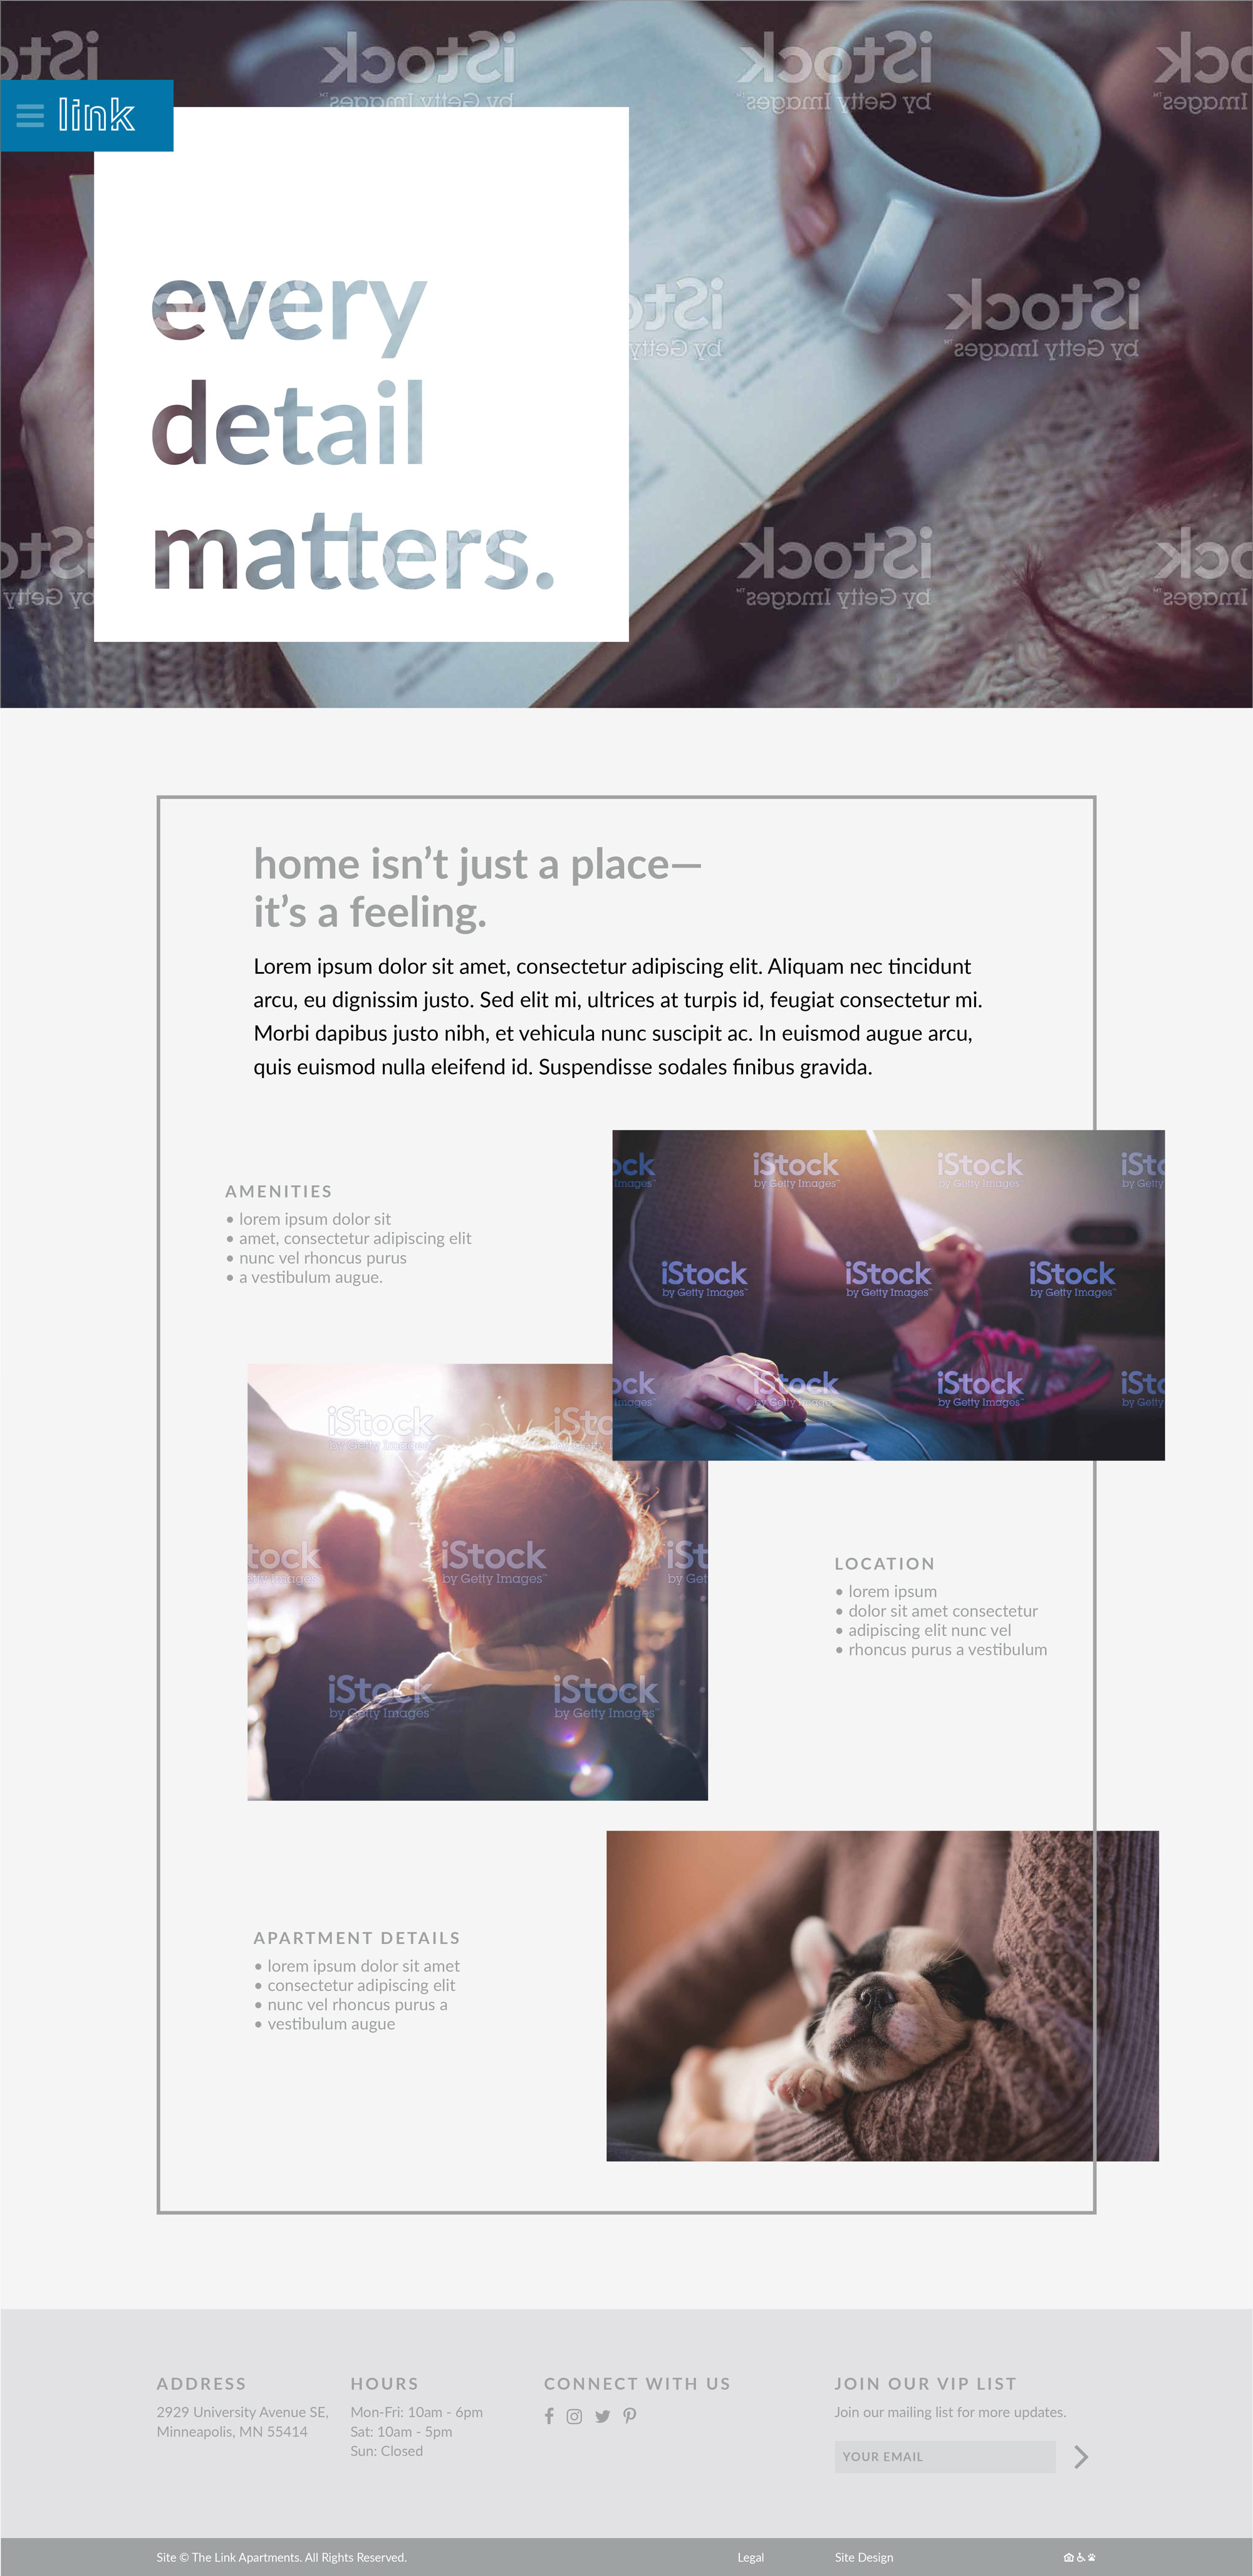 link
every
detail
matters.
home isn’t just a place—
it’s a feeling.
Lorem ipsum dolor sit amet, consectetur adipiscing elit. Aliquam nec tincidunt
arcu, eu dignissim justo. Sed elit mi, ultrices at turpis id, feugiat consectetur mi.
Morbi dapibus justo nibh, et vehicula nunc suscipit ac. In euismod augue arcu,
quis euismod nulla eleifend id. Suspendisse sodales finibus gravida.
AMENITIES
• lorem ipsum dolor sit
• amet, consectetur adipiscing elit
• nunc vel rhoncus purus
• a vestibulum augue.
iStock
by Getty Images™
LOCATION
• lorem ipsum
• dolor sit amet consectetur
• adipiscing elit nunc vel
• rhoncus purus a vestibulum
APARTMENT DETAILS
• lorem ipsum dolor sit amet
• consectetur adipiscing elit
• nunc vel rhoncus purus a
• vestibulum augue
ADDRESS
2929 University Avenue SE,
Minneapolis, MN 55414
HOURS
Mon-Fri: 10am - 6pm
Sat: 10am - 5pm
Sun: Closed
CONNECT WITH US
JOIN OUR VIP LIST
Join our mailing list for more updates.
YOUR EMAIL
Site © The Link Apartments. All Rights Reserved.
Legal
Site Design